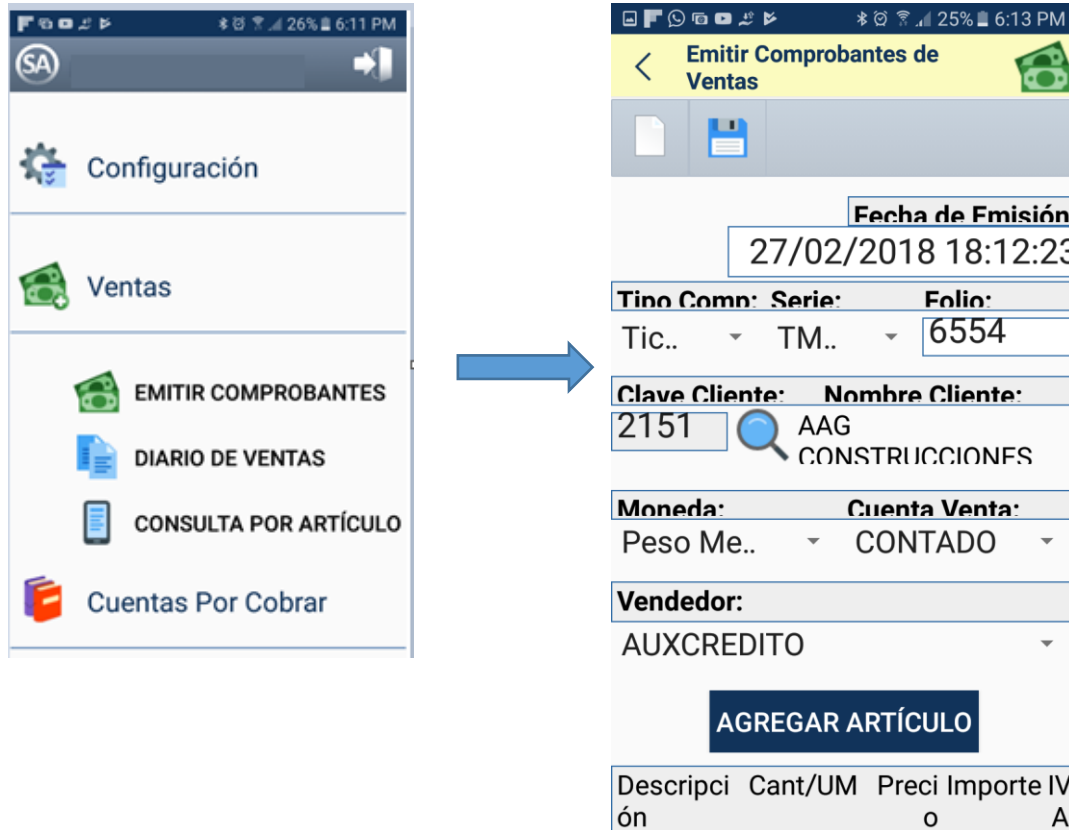 26% 6:11 PM
SA
Configuración
Ventas
EMITIR COMPROBANTES
DIARIO DE VENTAS
CONSULTA POR ARTÍCULO
Cuentas Por Cobrar
25% 6:13 PM
Emitir Comprobantes de
Ventas
Fecha de Emisión
27/02/2018 18:12:23
Tipo Comp: Serie: Folio:
Tic.. TM.. 6554
Clave Cliente: Nombre Cliente:
2151 AAG
CONSTRUCCIONES
Moneda: Cuenta Venta:
Peso Me.. CONTADO
Vendedor:
AUXCREDITO
AGREGAR ARTÍCULO
Descripci Cant/UM Preci Importe IV
ón o A